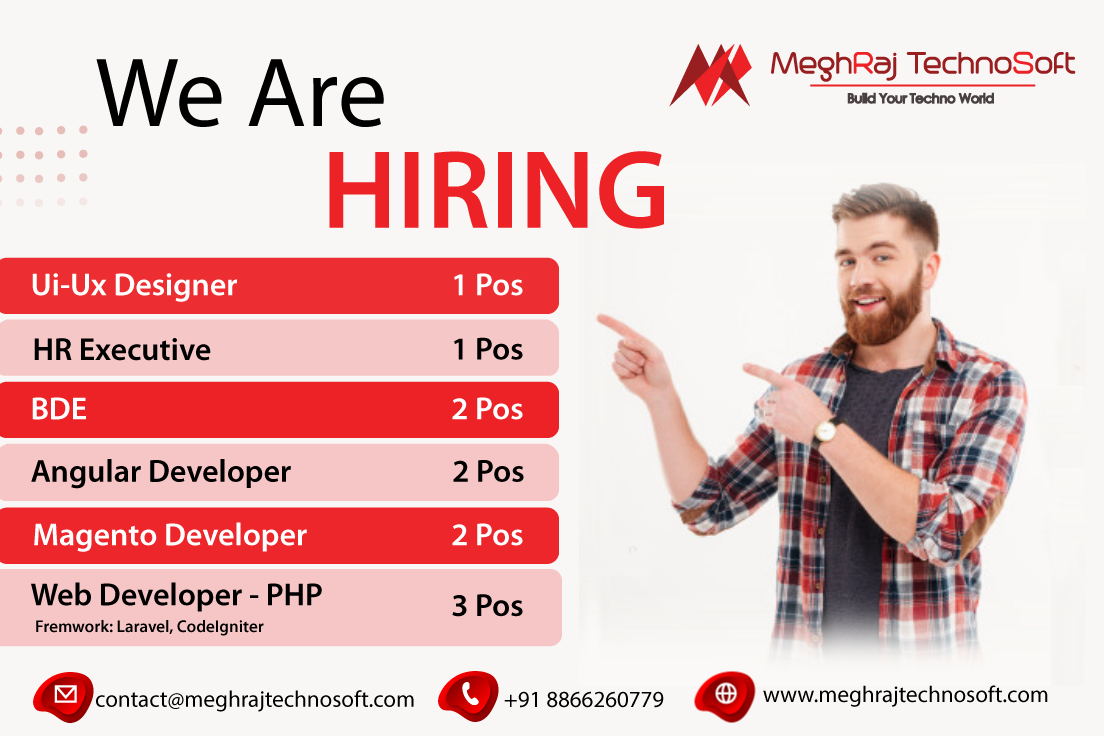 We Are
HIRING
MeghRaj TechnoSoft
Build Your Techno World
Ui-Ux Designer 1 Pos
HR Executive 1 Pos
BDE 2 Pos
Angular Developer 2 Pos
Magento Developer 2 Pos
Web Developer - PHP 3 Pos
Fremwork: Laravel, CodeIgniter
contact@meghrajtechnosoft.com +91 8866260779 www.meghrajtechnosoft.com